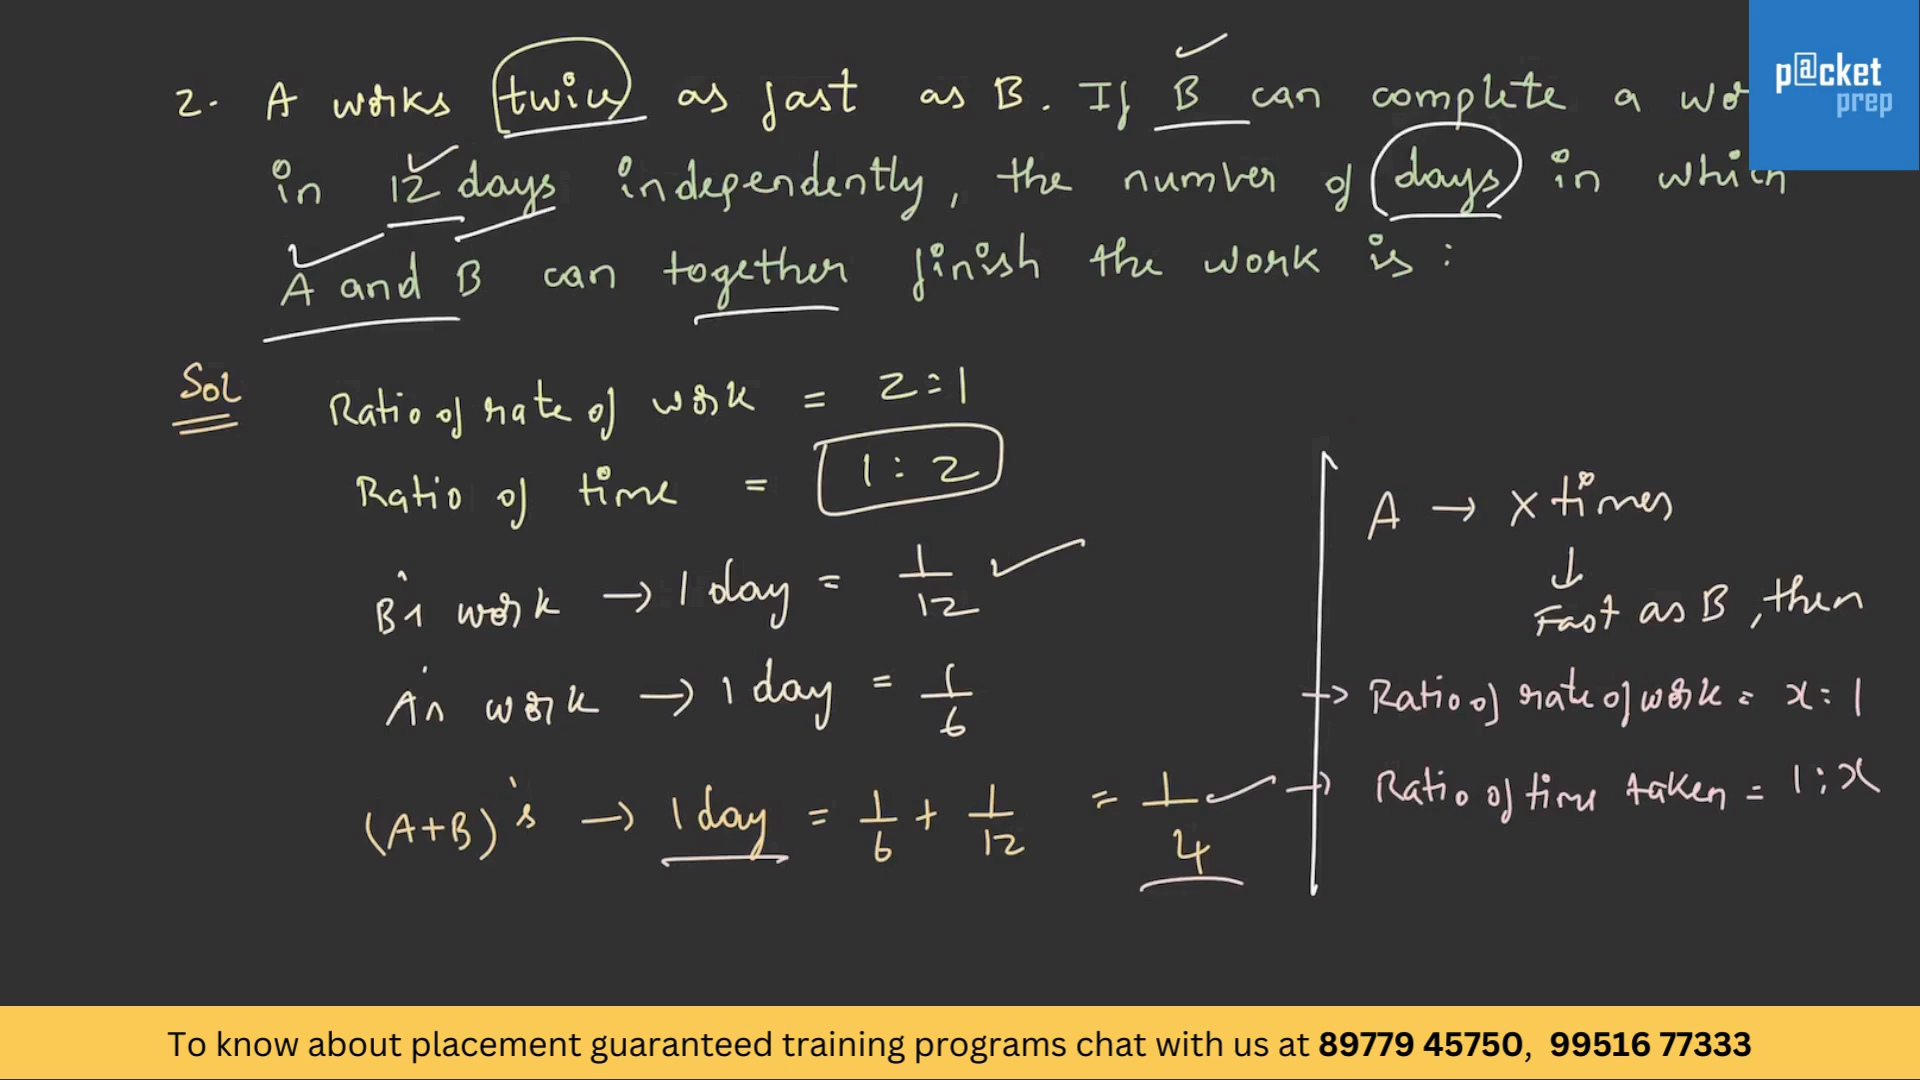 p@cket
prep
2. A works twice as fast as B. If B can complete a wo
in 12 days independently, the number of days in which
A and B can together finish the work is :
Sol
Ratio of rate of work = 2:1
Ratio of time = 1:2
B's work → 1 day = 1/12
A's work → 1 day = 1/6
(A+B)'s → 1 day = 1/6 + 1/12 = 1/4
A → x times
↓
Fast as B, then
→ Ratio of rate of work = x:1
→ Ratio of time taken = 1:x
To know about placement guaranteed training programs chat with us at 89779 45750, 99516 77333